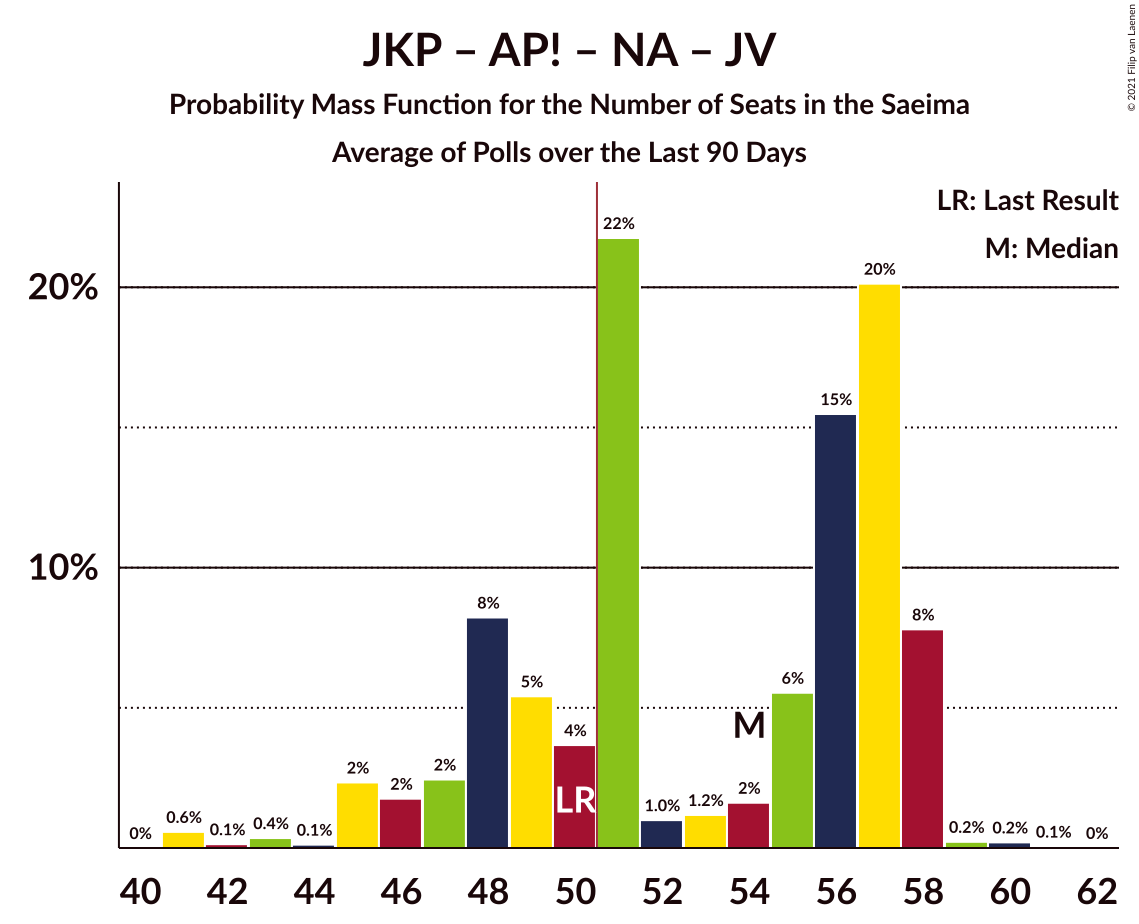 JKP – AP! – NA – JV
Probability Mass Function for the Number of Seats in the Saeima
Average of Polls over the Last 90 Days
© 2021 Filip van Laenen
LR: Last Result
M: Median
20%
10%
0%
0.6%
0.1%
0.4%
0.1%
2%
2%
2%
8%
5%
4%
22%
1.0%
1.2%
2%
6%
15%
20%
8%
0.2%
0.2%
0.1%
0%
LR
M
40 42 44 46 48 50 52 54 56 58 60 62